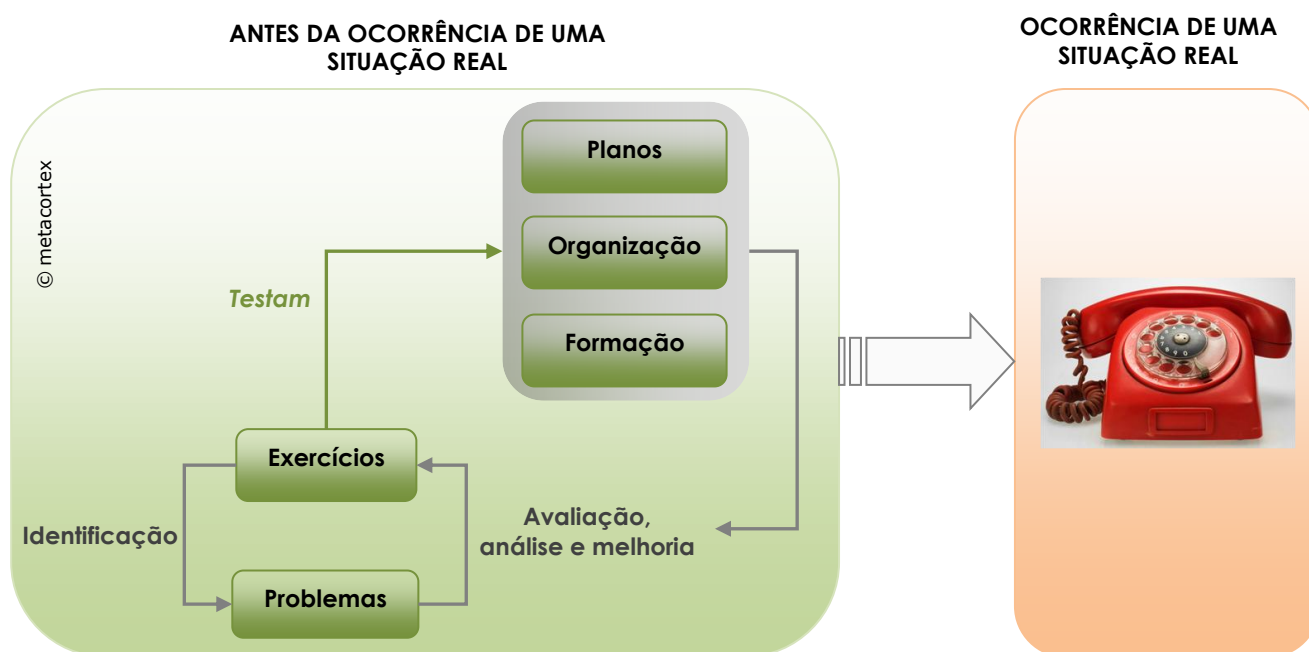 ANTES DA OCORRÊNCIA DE UMA
SITUAÇÃO REAL
OCORRÊNCIA DE UMA
SITUAÇÃO REAL
© metacortex
Planos
Organização
Formação
Testam
Exercícios
Identificação
Avaliação,
análise e melhoria
Problemas